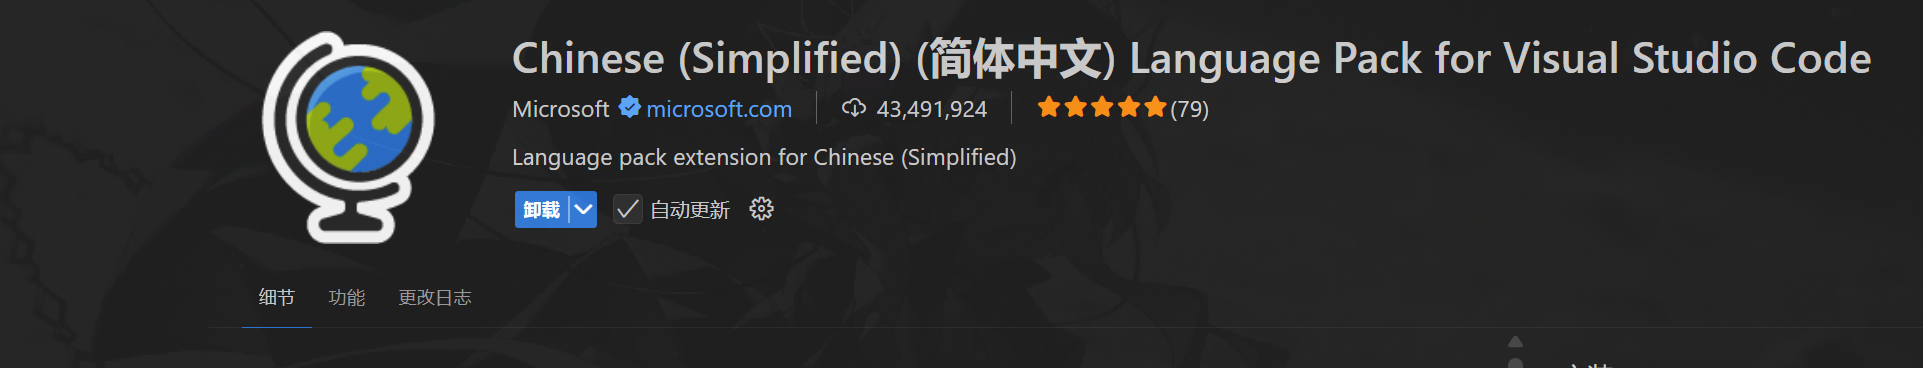 Chinese (Simplified) (简体中文) Language Pack for Visual Studio Code
Microsoft microsoft.com 43,491,924 (79)
Language pack extension for Chinese (Simplified)
卸载 自动更新
细节 功能 更改日志